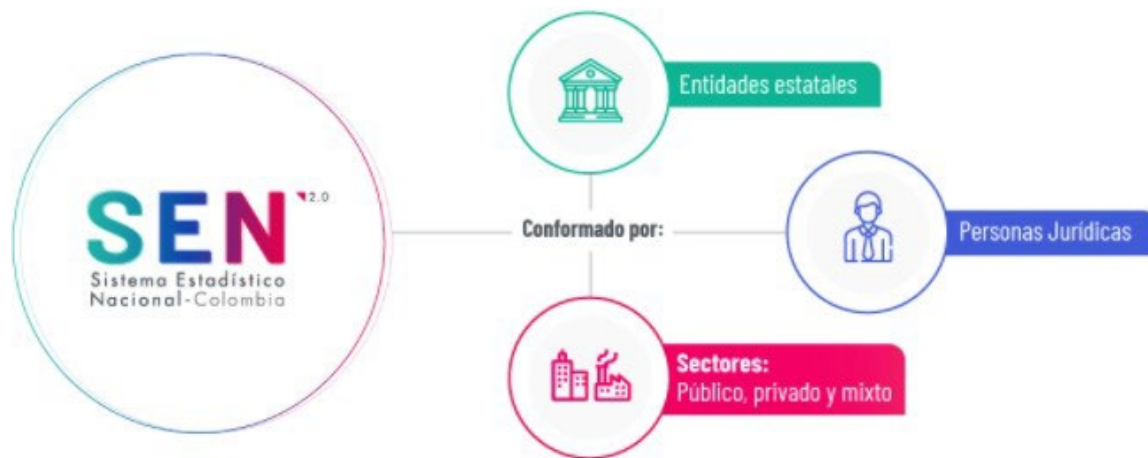 SEN 2.0
Sistema Estadístico
Nacional-Colombia
Conformado por:
Entidades estatales
Personas Jurídicas
Sectores:
Público, privado y mixto